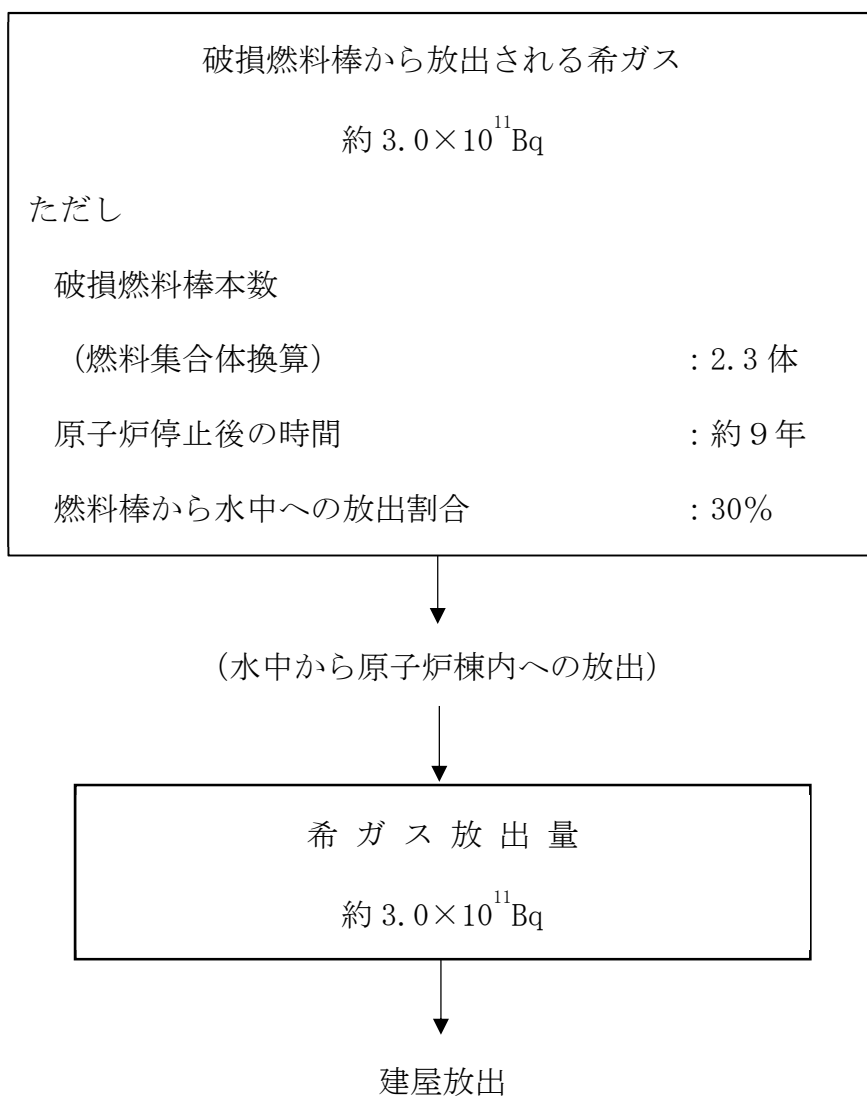 破損燃料棒から放出される希ガス
約 3.0×10¹¹Bq
ただし
破損燃料棒本数
（燃料集合体換算） : 2.3 体
原子炉停止後の時間 : 約９年
燃料棒から水中への放出割合 : 30%
（水中から原子炉棟内への放出）
希 ガ ス 放 出 量
約 3.0×10¹¹Bq
建屋放出